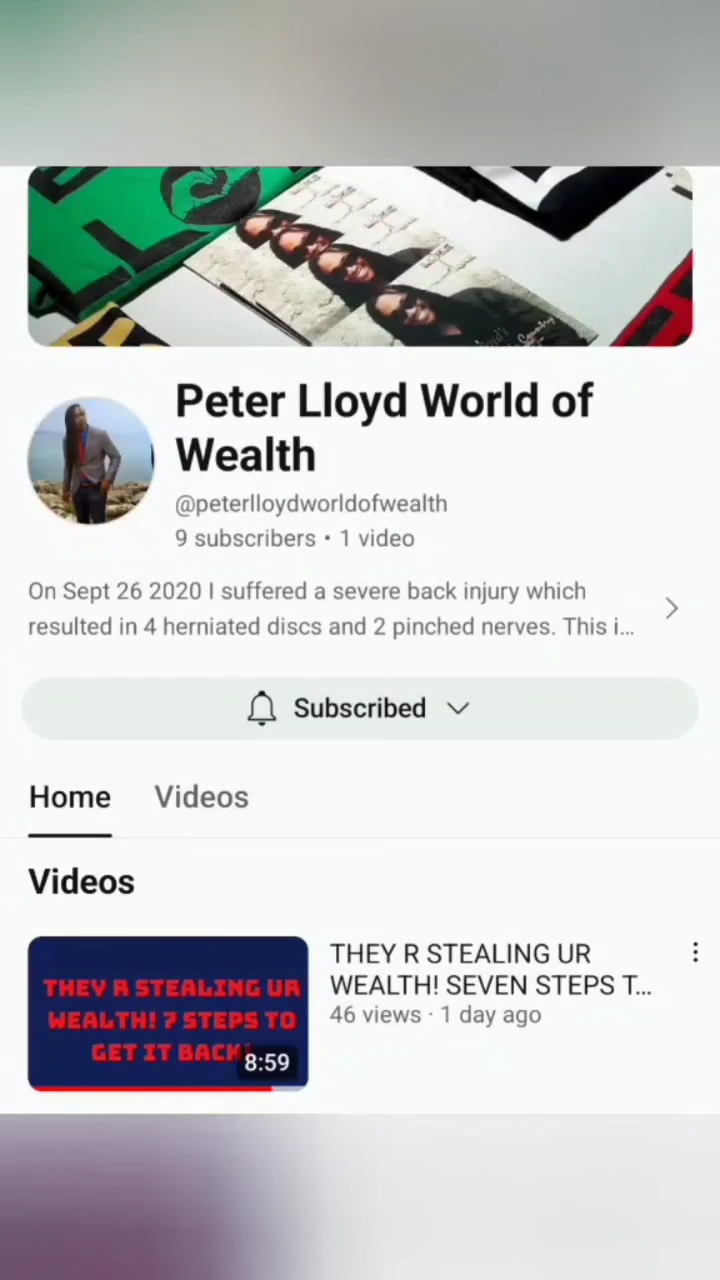 Peter Lloyd World of
Wealth
@peterlloydworldofwealth
9 subscribers • 1 video
On Sept 26 2020 I suffered a severe back injury which
resulted in 4 herniated discs and 2 pinched nerves. This i...
Subscribed
Home Videos
Videos
THEY R STEALING UR
WEALTH! 7 STEPS TO
GET IT BACK!
8:59
THEY R STEALING UR
WEALTH! SEVEN STEPS T...
46 views · 1 day ago